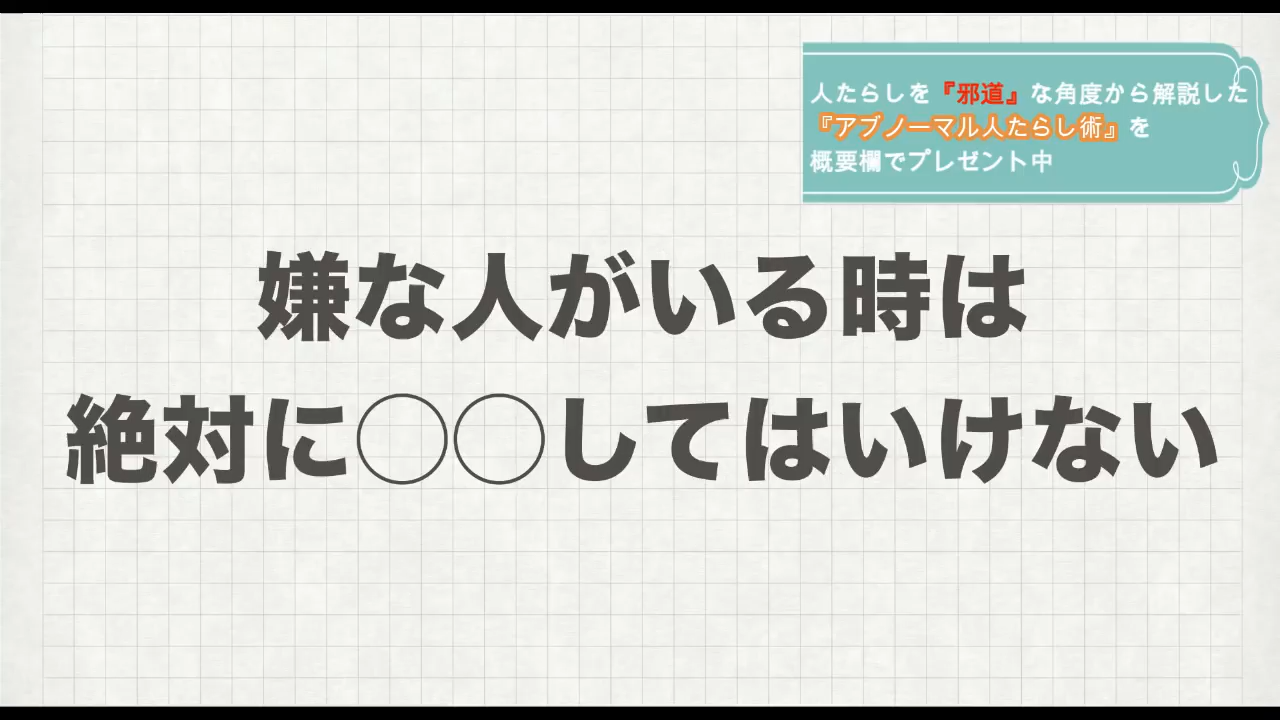 人たらしを『邪道』な角度から解説した
『アブノーマル人たらし術』を
概要欄でプレゼント中
嫌な人がいる時は
絶対に◯◯してはいけない